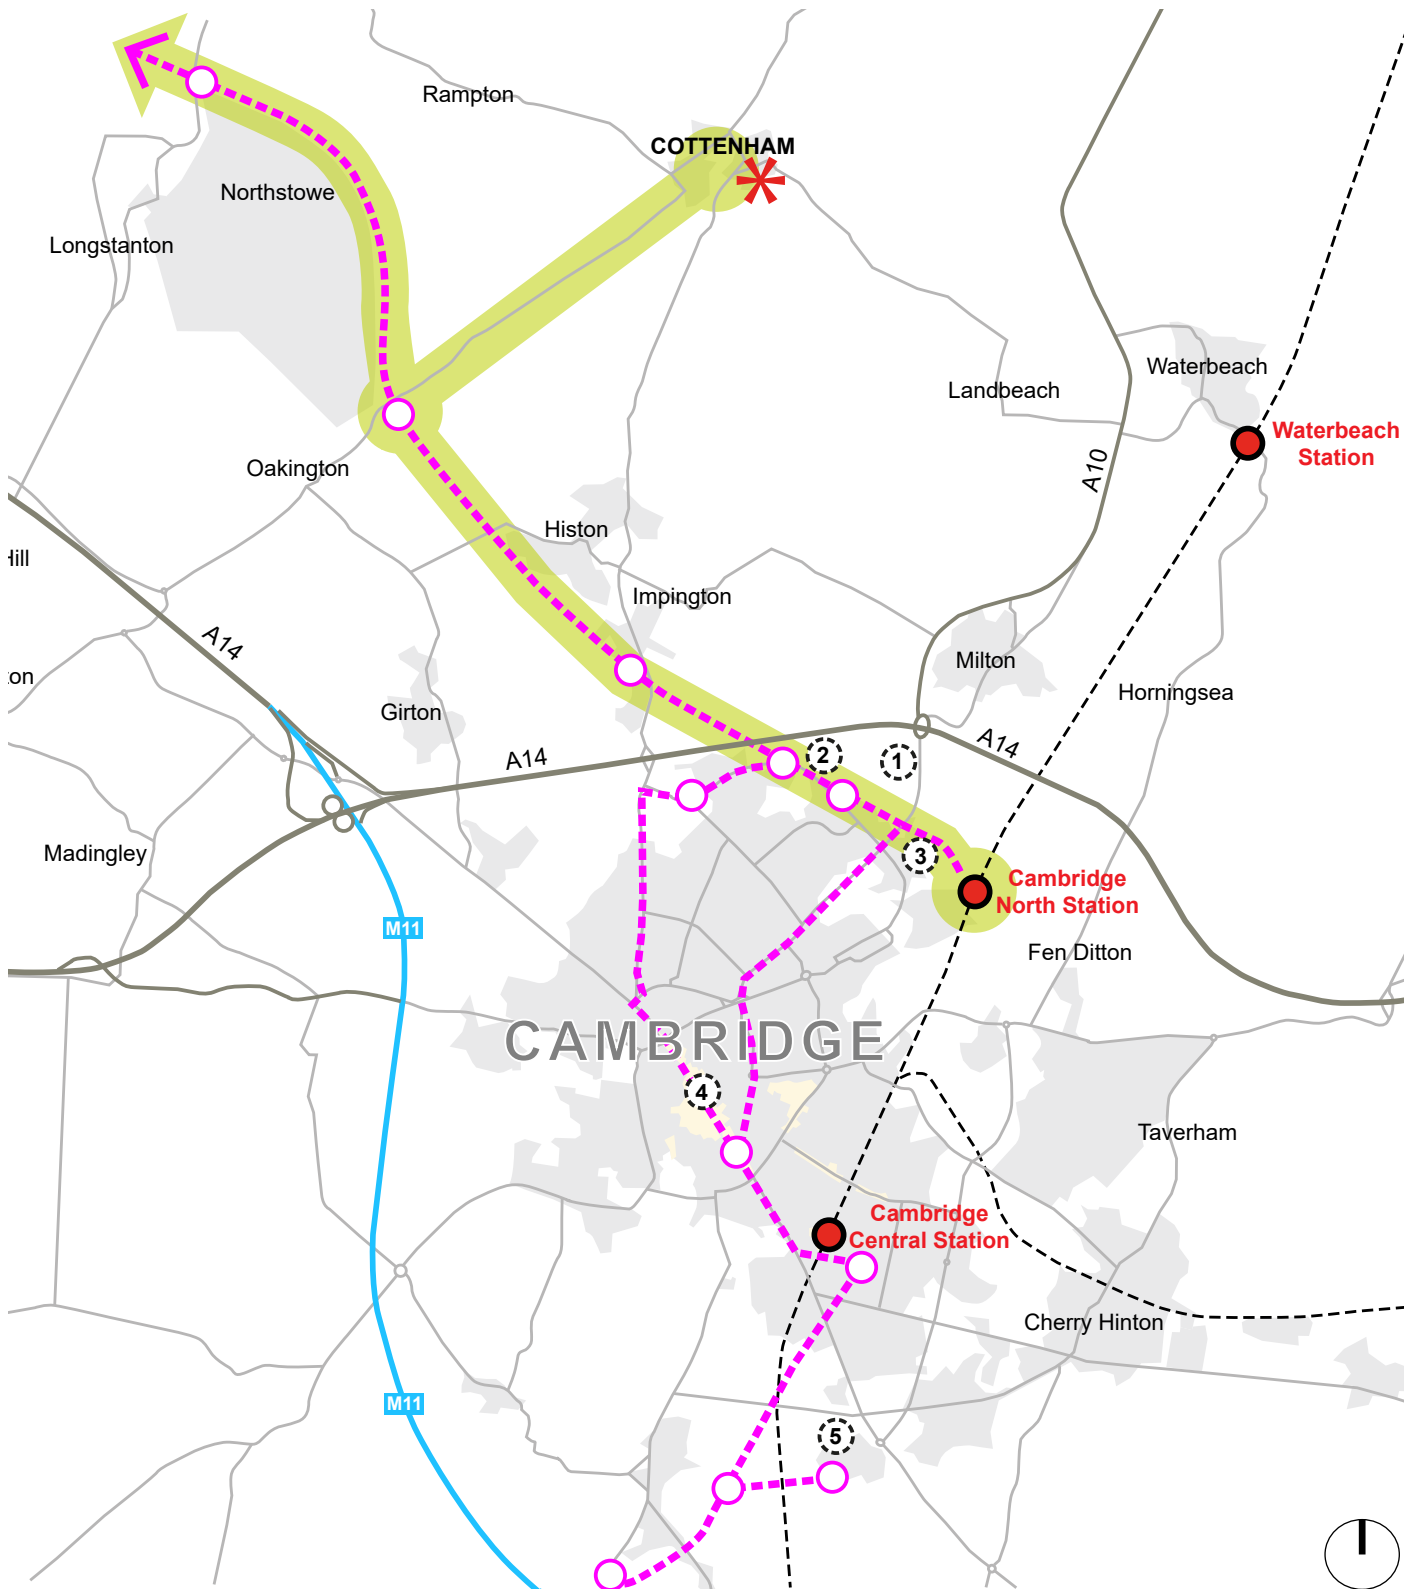 Rampton
COTTENHAM
Northstowe
Longstanton
Waterbeach
Landbeach
Waterbeach
Station
A10
Oakington
Histon
Hill
Impington
A14
Milton
ton
Horningsea
Girton
A14
A14
2
1
Madingley
3
Cambridge
North Station
M11
Fen Ditton
CAMBRIDGE
4
Taverham
Cambridge
Central Station
Cherry Hinton
M11
5